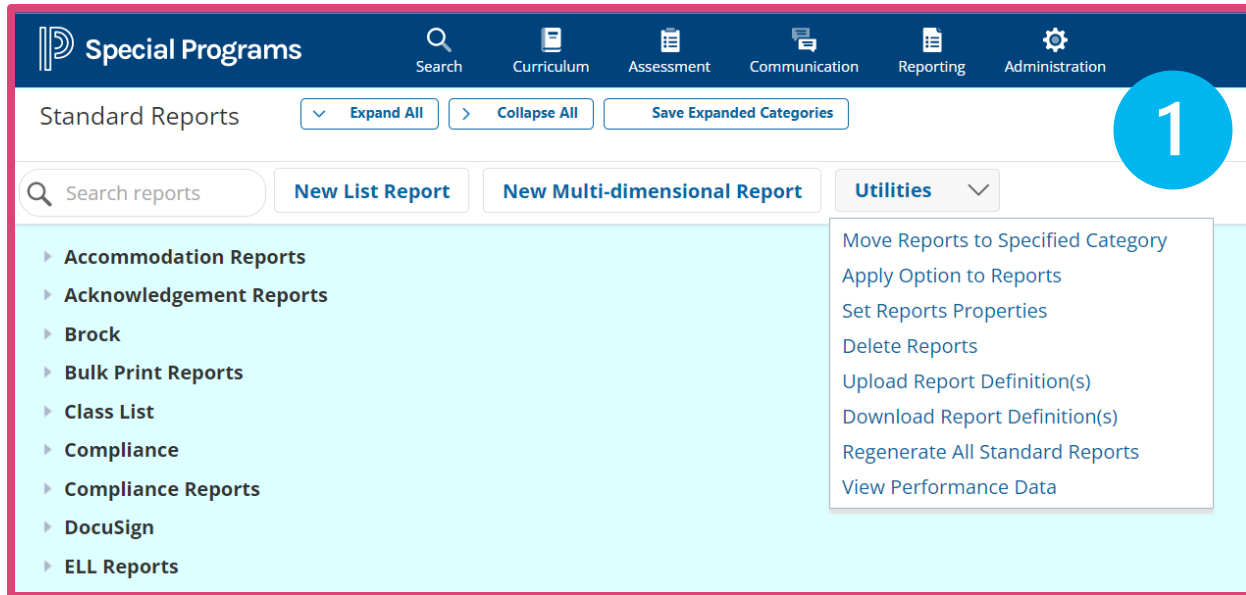 Special Programs
Search
Curriculum
Assessment
Communication
Reporting
Administration
Standard Reports
Expand All
Collapse All
Save Expanded Categories
1
Search reports
New List Report
New Multi-dimensional Report
Utilities
Move Reports to Specified Category
Apply Option to Reports
Set Reports Properties
Delete Reports
Upload Report Definition(s)
Download Report Definition(s)
Regenerate All Standard Reports
View Performance Data
Accommodation Reports
Acknowledgement Reports
Brock
Bulk Print Reports
Class List
Compliance
Compliance Reports
DocuSign
ELL Reports